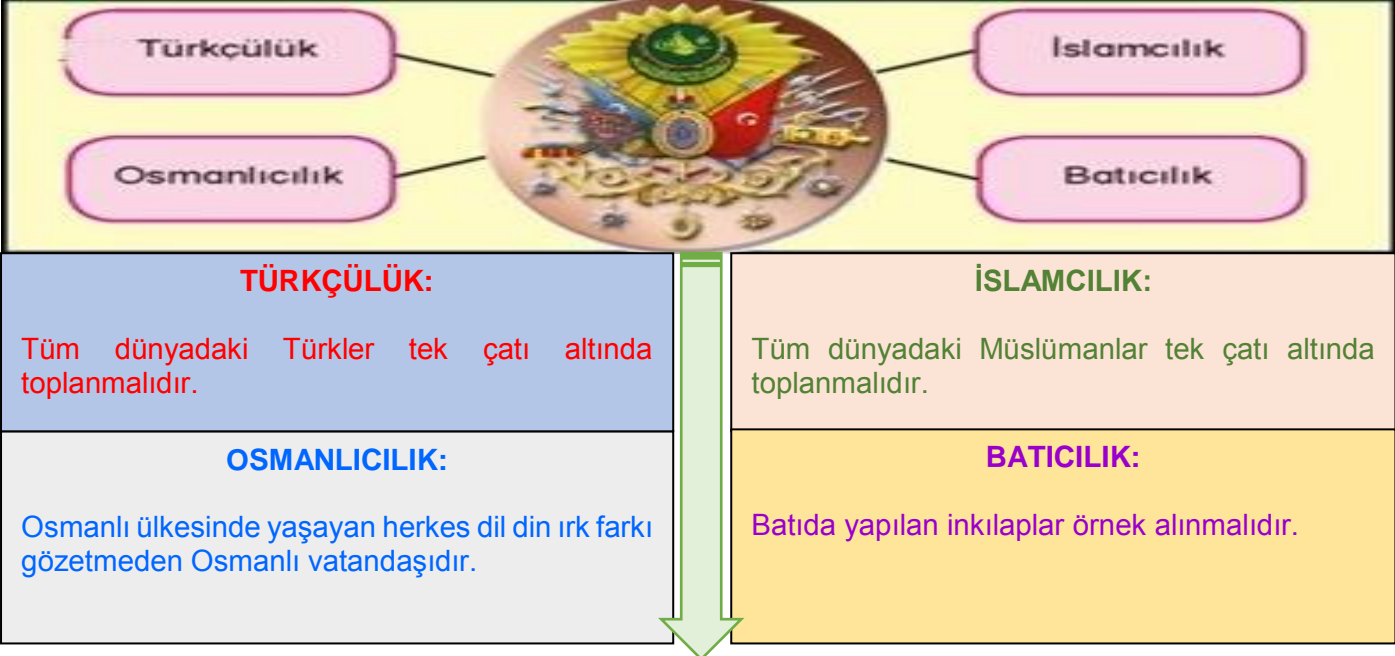 Türkçülük
İslamcılık
Osmanlıcılık
Batıcılık
TÜRKÇÜLÜK:
Tüm dünyadaki Türkler tek çatı altında
toplanmalıdır.
İSLAMCILIK:
Tüm dünyadaki Müslümanlar tek çatı altında
toplanmalıdır.
OSMANLICILIK:
Osmanlı ülkesinde yaşayan herkes dil din ırk farkı
gözetmeden Osmanlı vatandaşıdır.
BATICILIK:
Batıda yapılan inkılaplar örnek alınmalıdır.